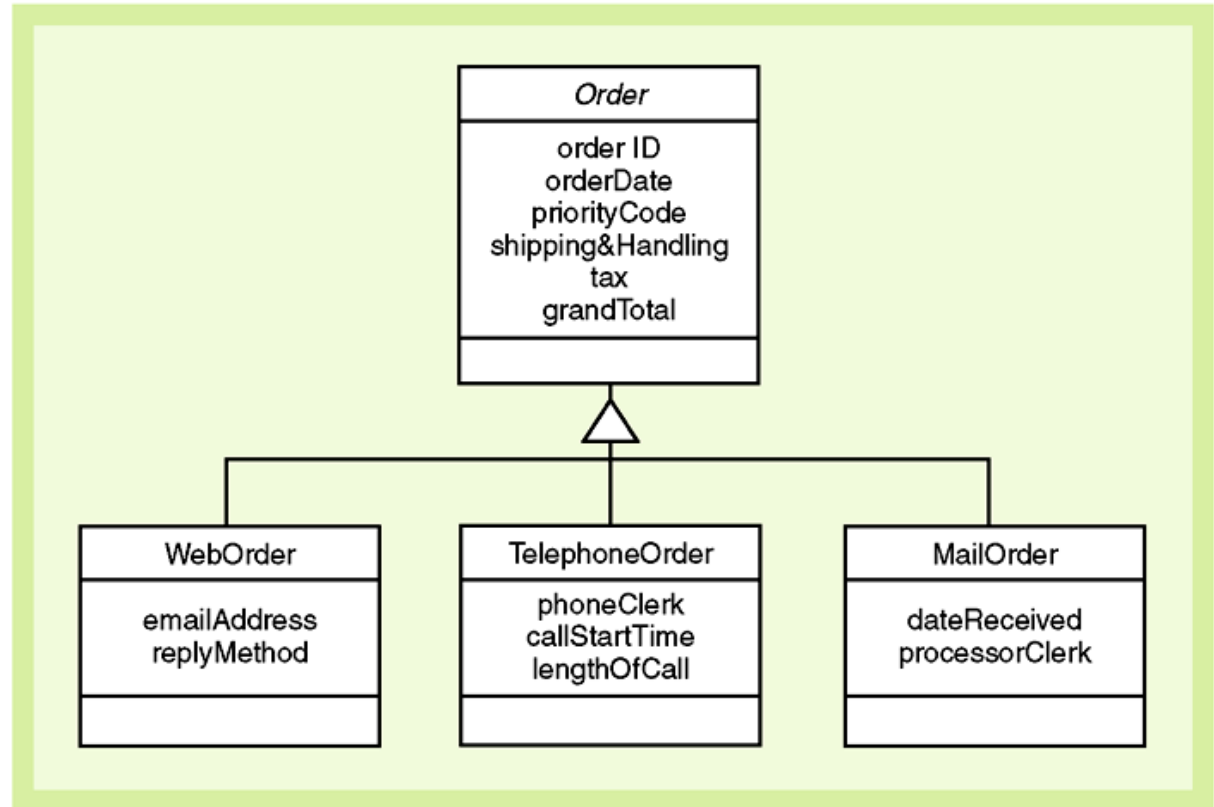 Order
order ID
orderDate
priorityCode
shipping&Handling
tax
grandTotal
WebOrder
emailAddress
replyMethod
TelephoneOrder
phoneClerk
callStartTime
lengthOfCall
MailOrder
dateReceived
processorClerk